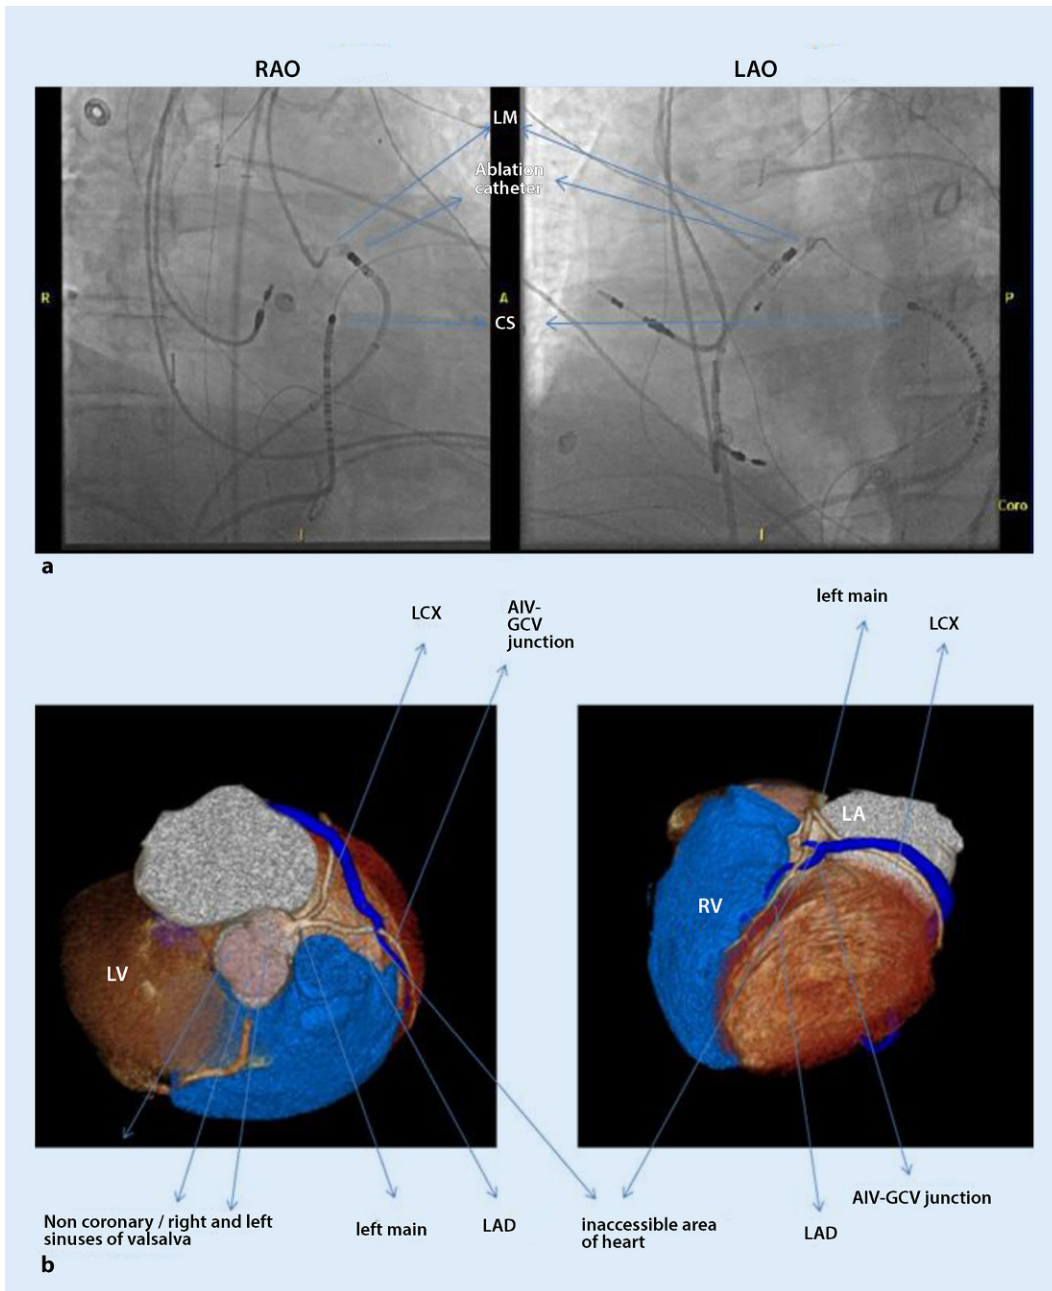 RAO
LAO
LM
Ablation
catheter
R
A
P
CS
Coro
I
I
a
LCX
AIV-
GCV
junction
left main
LCX
LV
LA
RV
Non coronary / right and left
sinuses of valsalva
left main
LAD
inaccessible area
of heart
LAD
AIV-GCV junction
b